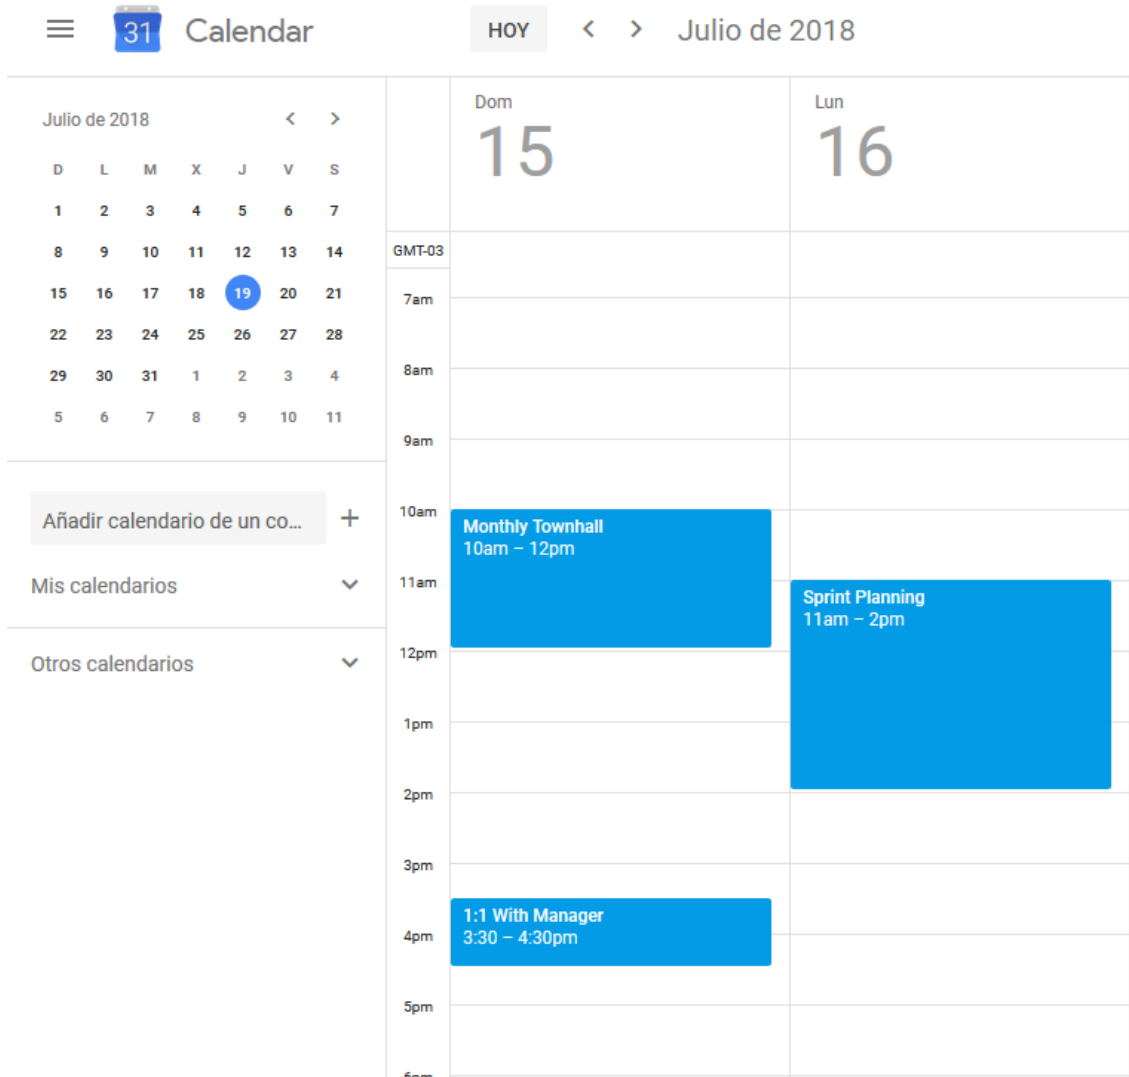 31 Calendar HOY Julio de 2018
Julio de 2018
D L M X J V S
1 2 3 4 5 6 7
8 9 10 11 12 13 14
15 16 17 18 19 20 21
22 23 24 25 26 27 28
29 30 31 1 2 3 4
5 6 7 8 9 10 11
Añadir calendario de un co...
Mis calendarios
Otros calendarios
Dom
15
Lun
16
GMT-03
7am
8am
9am
10am
11am
12pm
1pm
2pm
3pm
4pm
5pm
6pm
Monthly Townhall
10am – 12pm
1:1 With Manager
3:30 – 4:30pm
Sprint Planning
11am – 2pm